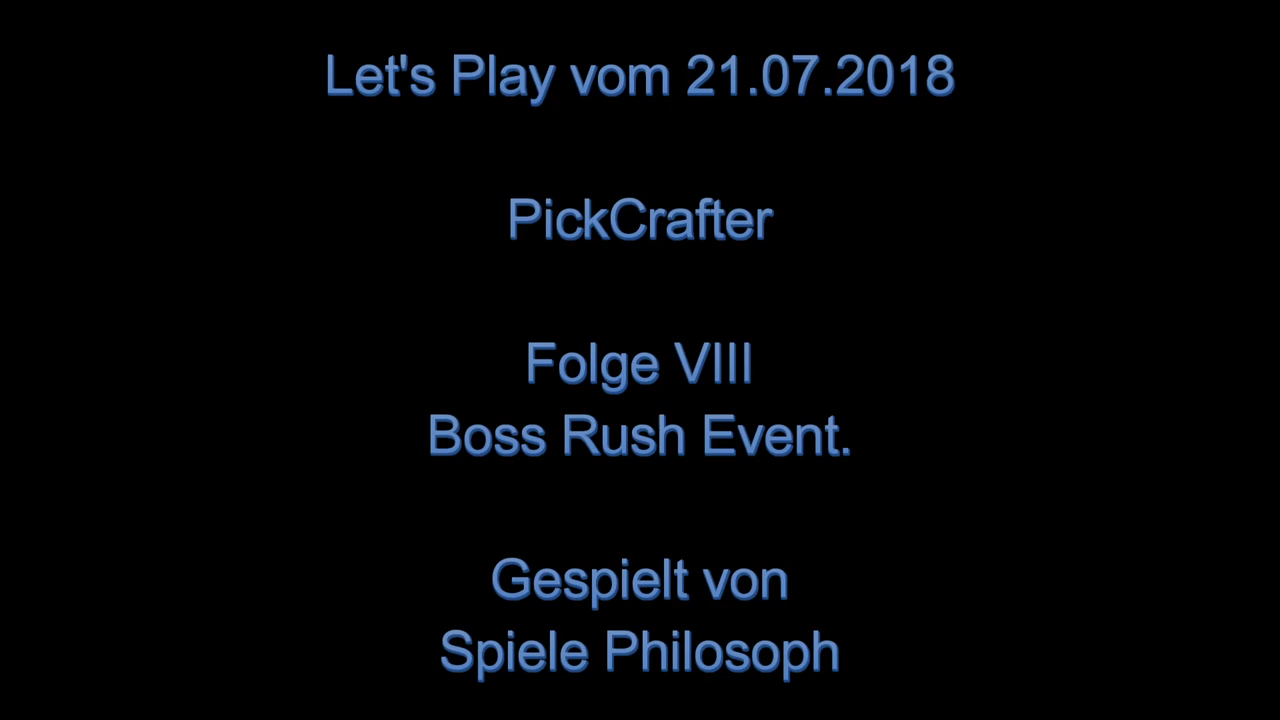 Let's Play vom 21.07.2018
PickCrafter
Folge VIII
Boss Rush Event.
Gespielt von
Spiele Philosoph